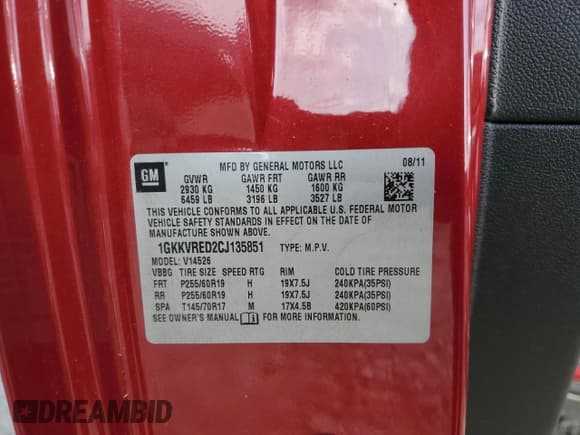 GM
MFD BY GENERAL MOTORS LLC
08/11
GVWR GAWR FRT GAWR RR
2930 KG 1450 KG 1600 KG
6459 LB 3196 LB 3527 LB
THIS VEHICLE CONFORMS TO ALL APPLICABLE U.S. FEDERAL MOTOR
VEHICLE SAFETY STANDARDS IN EFFECT ON THE DATE OF
MANUFACTURE SHOWN ABOVE.
1GKKVRED2CJ135851 TYPE: M.P.V.
MODEL: V14526
VBBG TIRE SIZE SPEED RTG RIM COLD TIRE PRESSURE
FRT P255/60R19 H 19X7.5J 240KPA(35PSI)
RR P255/60R19 H 19X7.5J 240KPA(35PSI)
SPA T145/70R17 M 17X4.5B 420KPA(60PSI)
SEE OWNER'S MANUAL FOR MORE INFORMATION.
DREAMBID